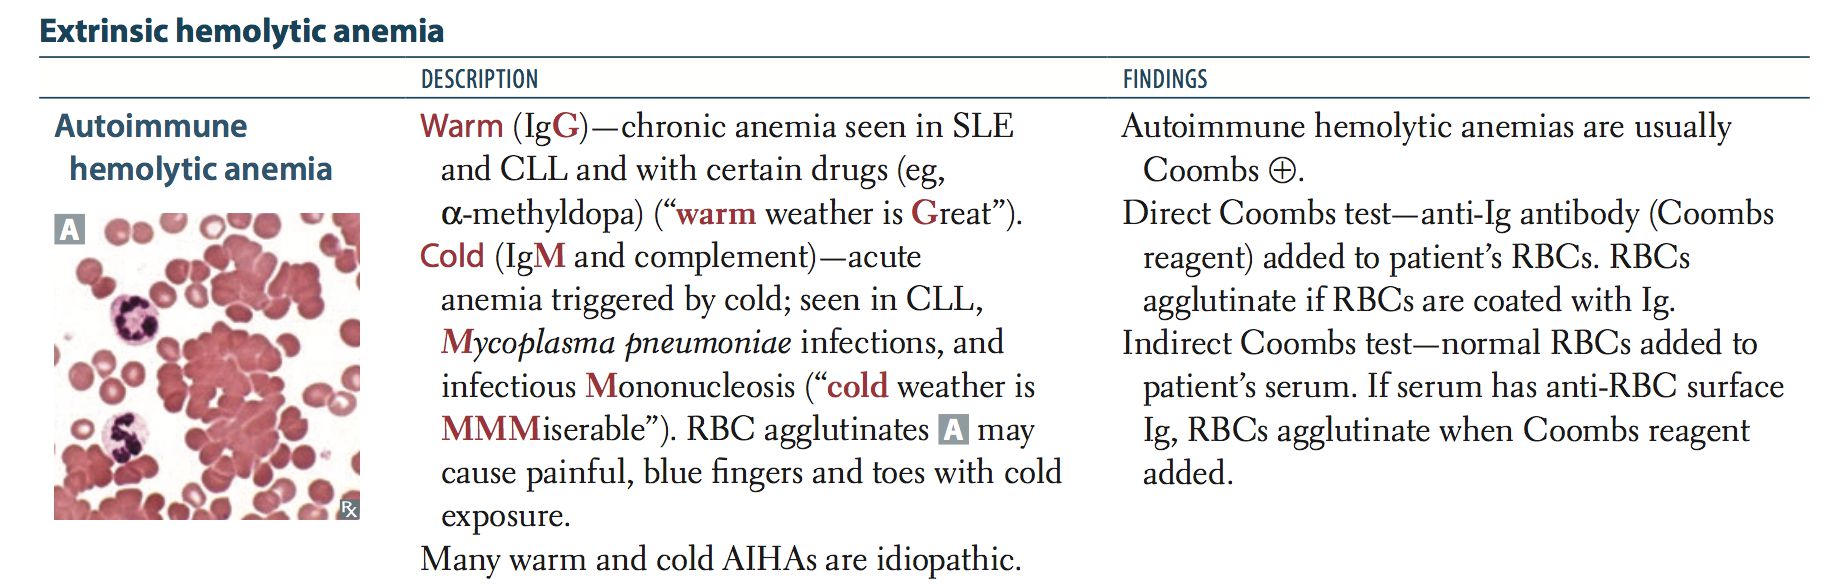 Extrinsic hemolytic anemia
DESCRIPTION
FINDINGS
Autoimmune
hemolytic anemia
A
Rx
Warm (IgG)—chronic anemia seen in SLE
and CLL and with certain drugs (eg,
α-methyldopa) (“warm weather is Great”).
Cold (IgM and complement)—acute
anemia triggered by cold; seen in CLL,
Mycoplasma pneumoniae infections, and
infectious Mononucleosis (“cold weather is
MMMiserable”). RBC agglutinates A may
cause painful, blue fingers and toes with cold
exposure.
Many warm and cold AIHAs are idiopathic.
Autoimmune hemolytic anemias are usually
Coombs ⊕.
Direct Coombs test—anti-Ig antibody (Coombs
reagent) added to patient’s RBCs. RBCs
agglutinate if RBCs are coated with Ig.
Indirect Coombs test—normal RBCs added to
patient’s serum. If serum has anti-RBC surface
Ig, RBCs agglutinate when Coombs reagent
added.